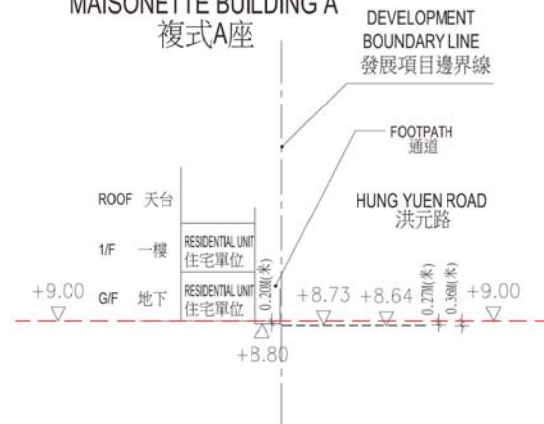 MAISONETTE BUILDING A
複式A座
DEVELOPMENT
BOUNDARY LINE
發展項目邊界線
FOOTPATH
通道
HUNG YUEN ROAD
洪元路
ROOF 天台
1/F 一樓
RESIDENTIAL UNIT
住宅單位
G/F 地下
RESIDENTIAL UNIT
住宅單位
+9.00
0.20M(米)
+8.80
+8.73
+8.64
0.27M(米)
0.36M(米)
+9.00